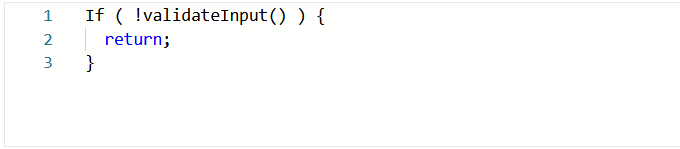 1 If ( !validateInput() ) {
2 return;
3 }